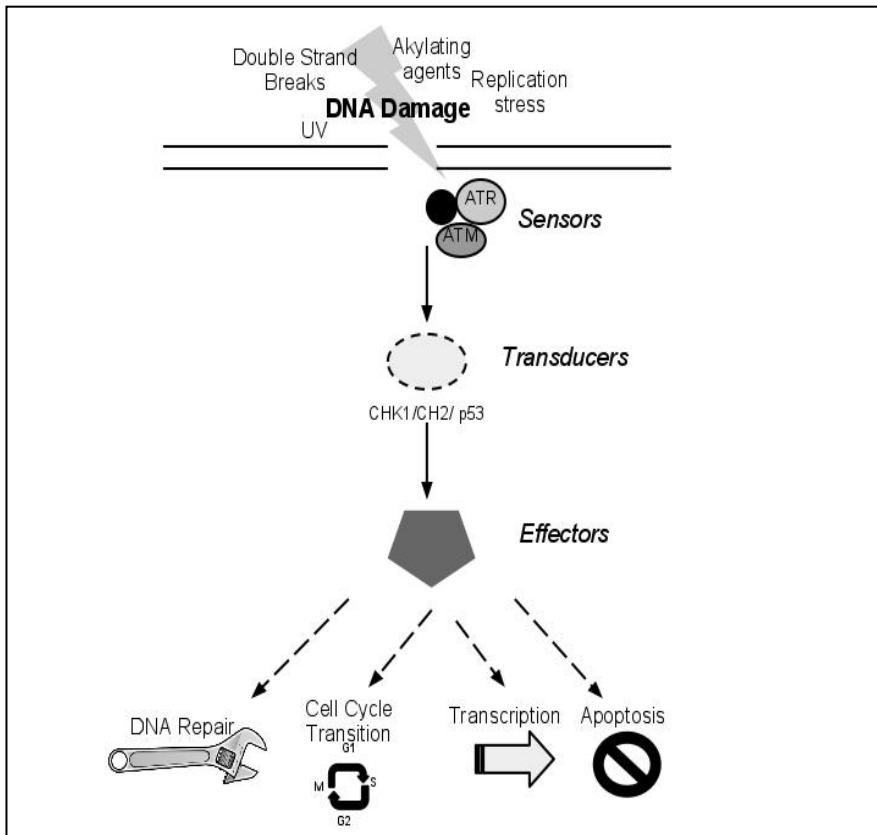 Double Strand
Breaks
Akylating
agents
Replication
stress
DNA Damage
UV
ATR
ATM
Sensors
Transducers
CHK1/CH2/ p53
Effectors
DNA Repair
Cell Cycle
Transition
Transcription
Apoptosis
G1
M
S
G2